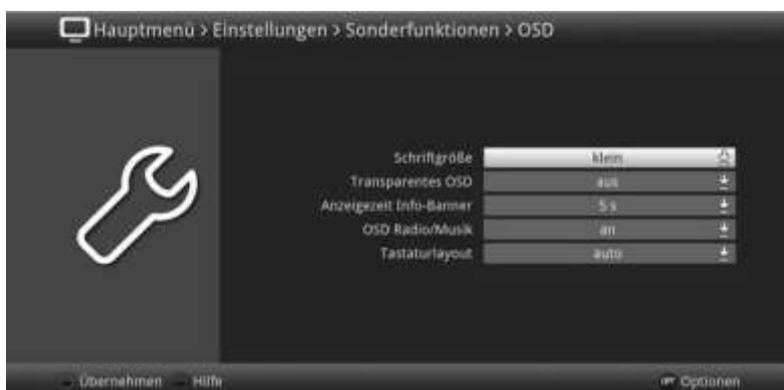 Hauptmenü > Einstellungen > Sonderfunktionen > OSD
Schriftgröße klein
Transparentes OSD aus
Anzeigezeit Info-Banner 5 s
OSD Radio/Musik an
Tastaturlayout auto
Übernehmen Hilfe Optionen